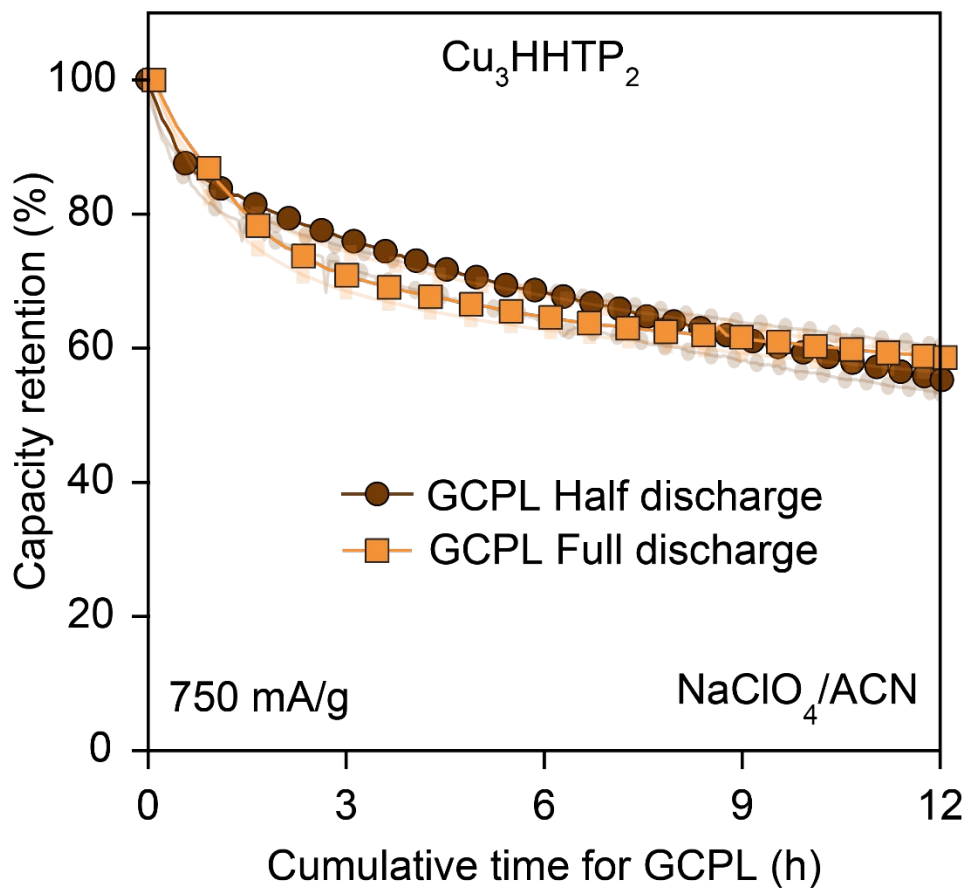 Cu₃HHTP₂
100
80
60
40
20
0
Capacity retention (%)
GCPL Half discharge
GCPL Full discharge
750 mA/g
NaClO₄/ACN
0 3 6 9 12
Cumulative time for GCPL (h)